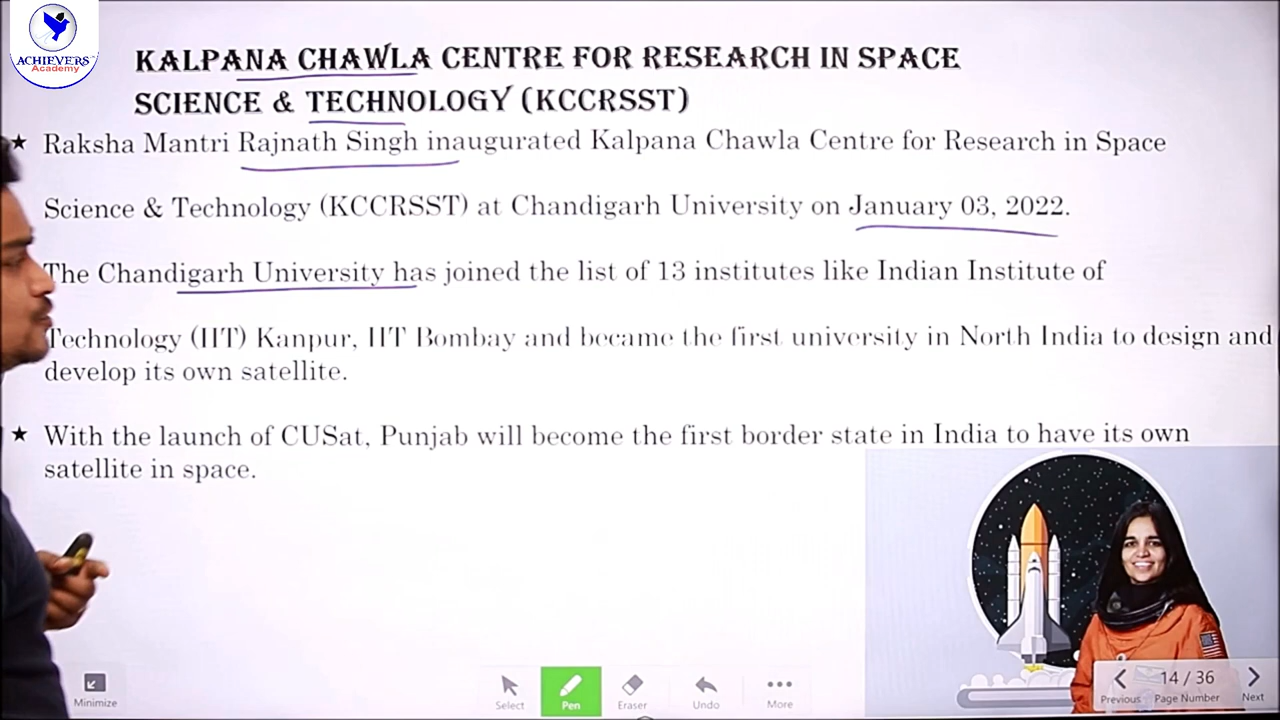 ACHIEVERS
Academy
KALPANA CHAWLA CENTRE FOR RESEARCH IN SPACE
SCIENCE & TECHNOLOGY (KCCRSST)
★ Raksha Mantri Rajnath Singh inaugurated Kalpana Chawla Centre for Research in Space
Science & Technology (KCCRSST) at Chandigarh University on January 03, 2022.
The Chandigarh University has joined the list of 13 institutes like Indian Institute of
Technology (IIT) Kanpur, IIT Bombay and became the first university in North India to design and
develop its own satellite.
★ With the launch of CUSat, Punjab will become the first border state in India to have its own
satellite in space.
Minimize
Select
Pen
Eraser
Undo
More
14 / 36
Previous Page Number Next